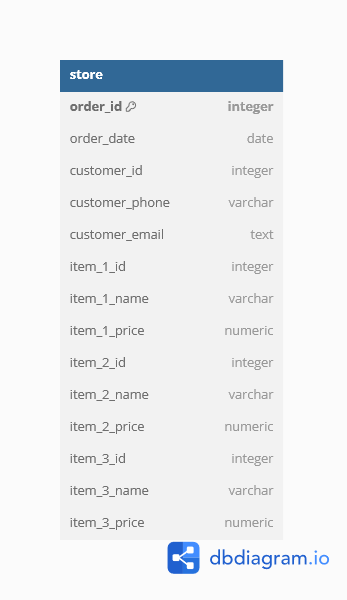 store
order_id integer
order_date date
customer_id integer
customer_phone varchar
customer_email text
item_1_id integer
item_1_name varchar
item_1_price numeric
item_2_id integer
item_2_name varchar
item_2_price numeric
item_3_id integer
item_3_name varchar
item_3_price numeric
dbdiagram.io